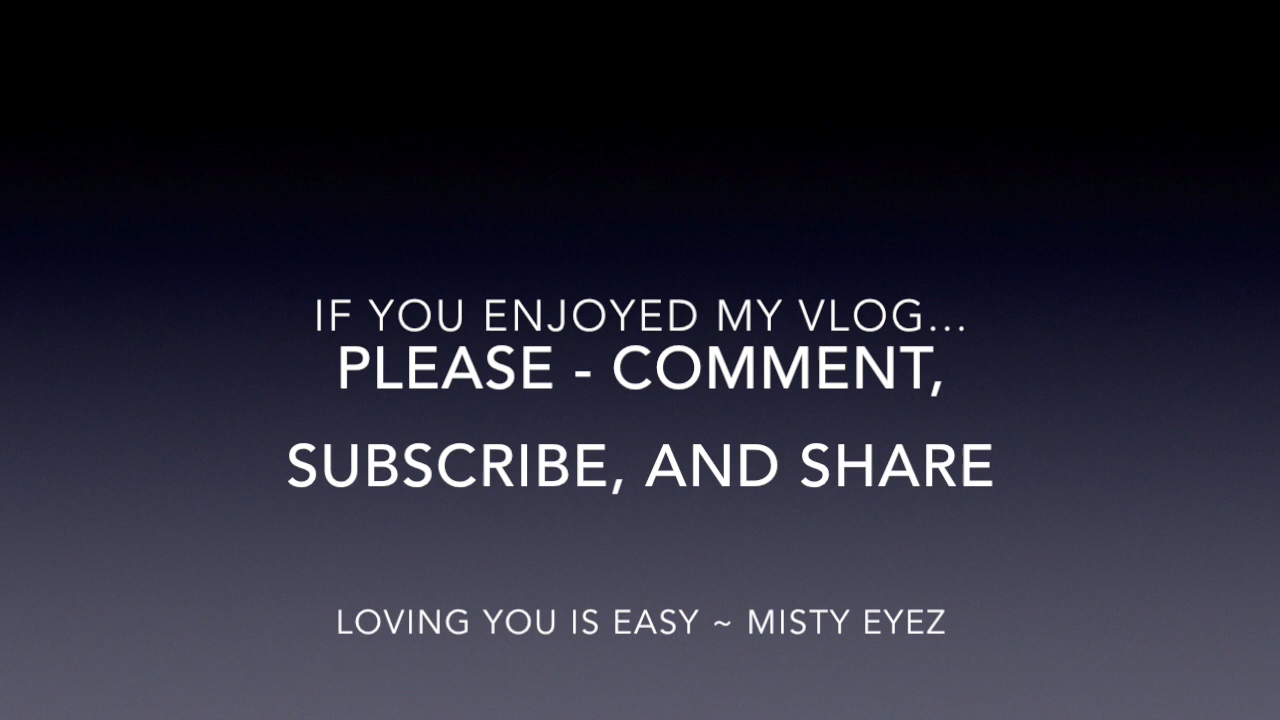 IF YOU ENJOYED MY VLOG...
PLEASE - COMMENT,
SUBSCRIBE, AND SHARE
LOVING YOU IS EASY ~ MISTY EYEZ